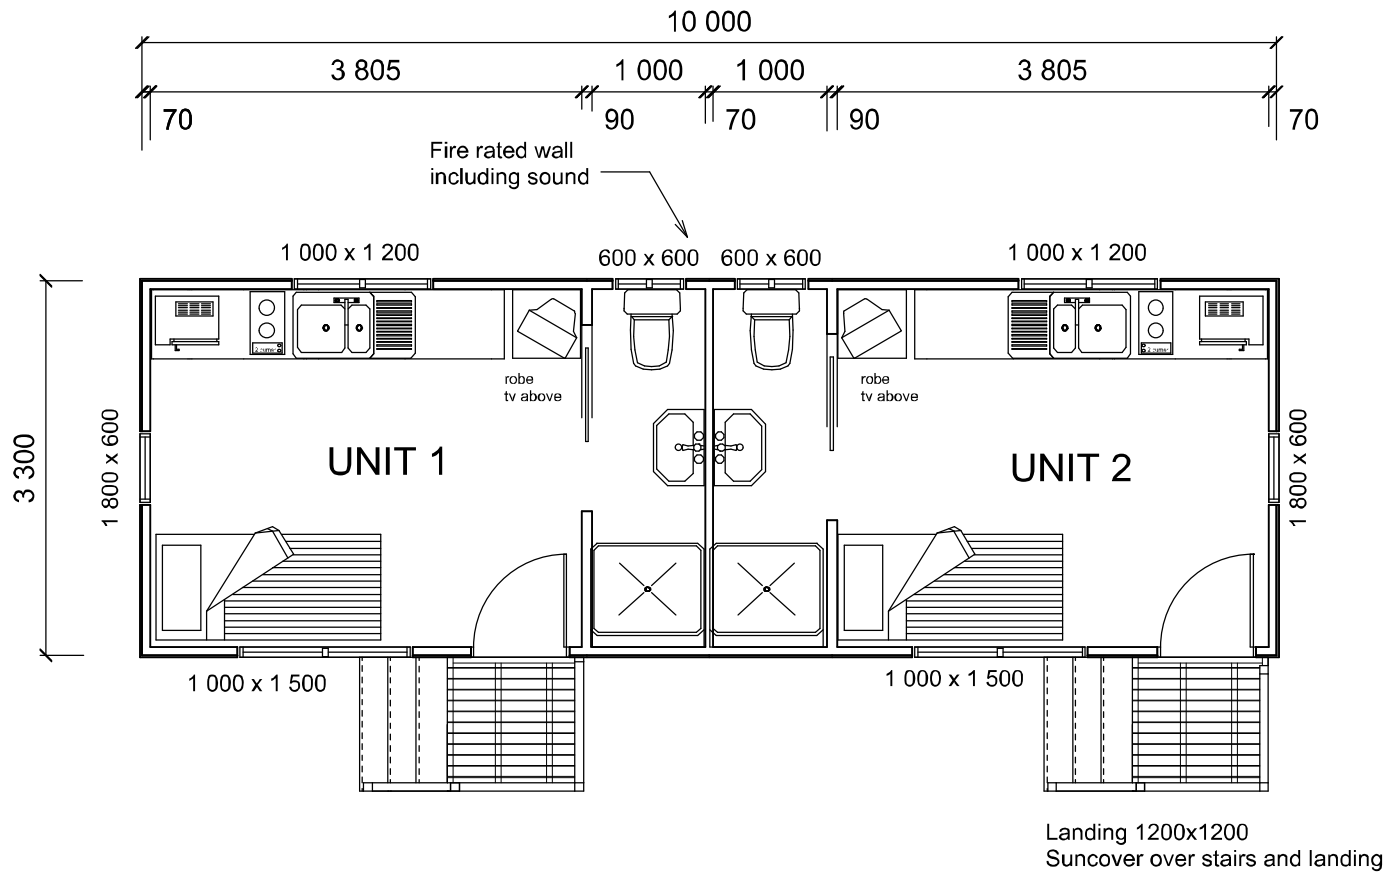 10 000
3 805
1 000
1 000
3 805
70
90
70
90
70
Fire rated wall
including sound
1 000 x 1 200
600 x 600
600 x 600
1 000 x 1 200
robe
tv above
robe
tv above
3 300
1 800 x 600
UNIT 1
UNIT 2
1 800 x 600
1 000 x 1 500
1 000 x 1 500
Landing 1200x1200
Suncover over stairs and landing